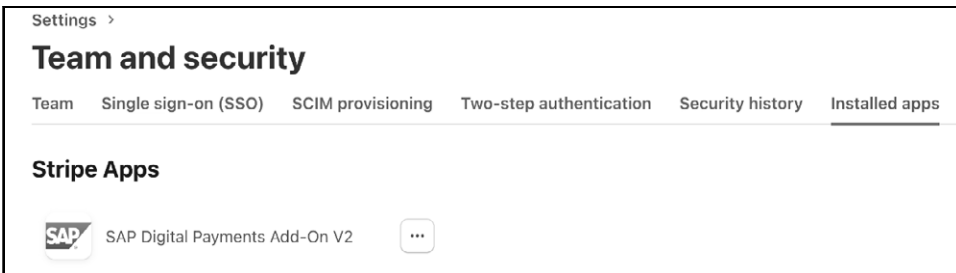 Settings >
Team and security
Team Single sign-on (SSO) SCIM provisioning Two-step authentication Security history Installed apps
Stripe Apps
SAP SAP Digital Payments Add-On V2 ...